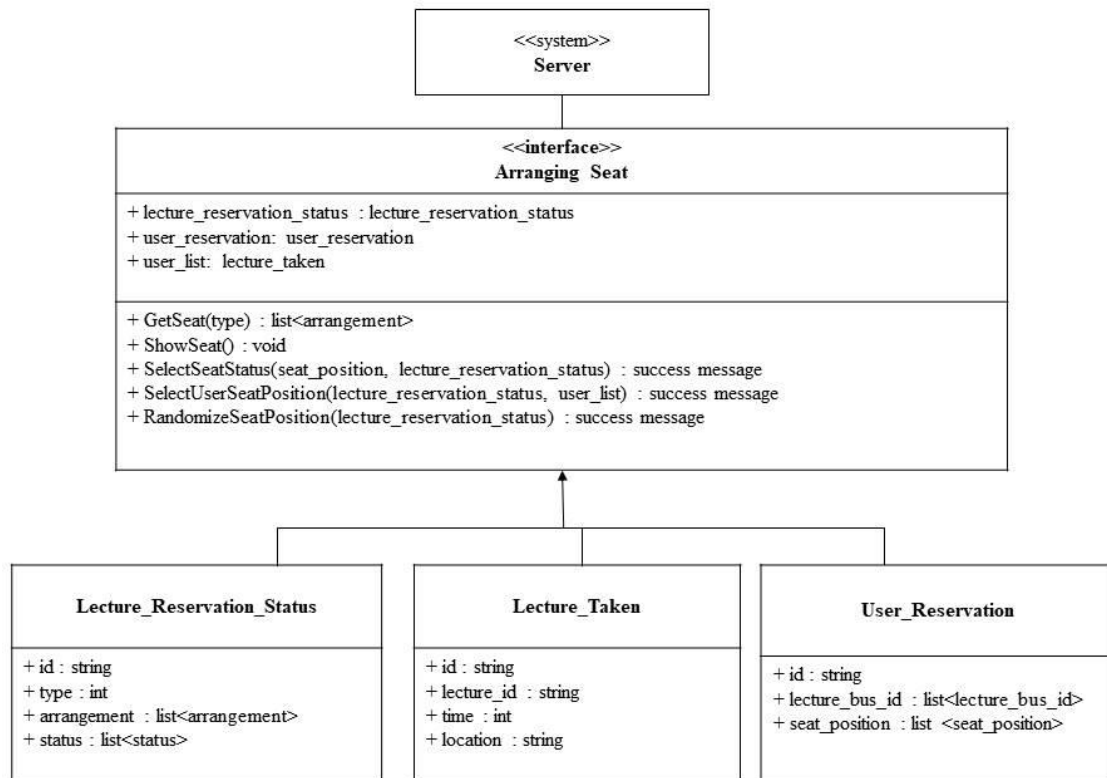 <<system>>
Server
<<interface>>
Arranging_Seat
+ lecture_reservation_status : lecture_reservation_status
+ user_reservation: user_reservation
+ user_list: lecture_taken
+ GetSeat(type) : list<arrangement>
+ ShowSeat() : void
+ SelectSeatStatus(seat_position, lecture_reservation_status) : success message
+ SelectUserSeatPosition(lecture_reservation_status, user_list) : success message
+ RandomizeSeatPosition(lecture_reservation_status) : success message
Lecture_Reservation_Status
+ id : string
+ type : int
+ arrangement : list<arrangement>
+ status : list<status>
Lecture_Taken
+ id : string
+ lecture_id : string
+ time : int
+ location : string
User_Reservation
+ id : string
+ lecture_bus_id : list<lecture_bus_id>
+ seat_position : list <seat_position>